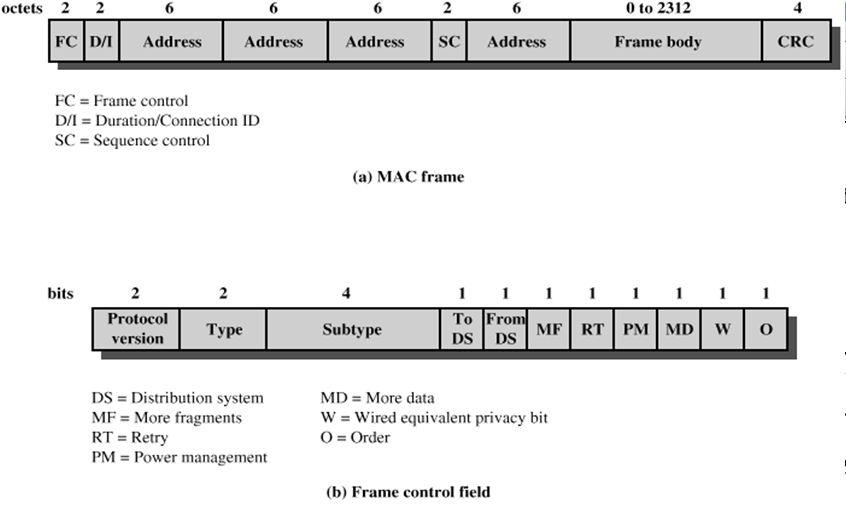 octets 2 2 6 6 6 2 6 0 to 2312 4
FC D/I Address Address Address SC Address Frame body CRC
FC = Frame control
D/I = Duration/Connection ID
SC = Sequence control
(a) MAC frame
bits 2 2 4 1 1 1 1 1 1 1 1
Protocol version Type Subtype To DS From DS MF RT PM MD W O
DS = Distribution system MD = More data
MF = More fragments W = Wired equivalent privacy bit
RT = Retry O = Order
PM = Power management
(b) Frame control field